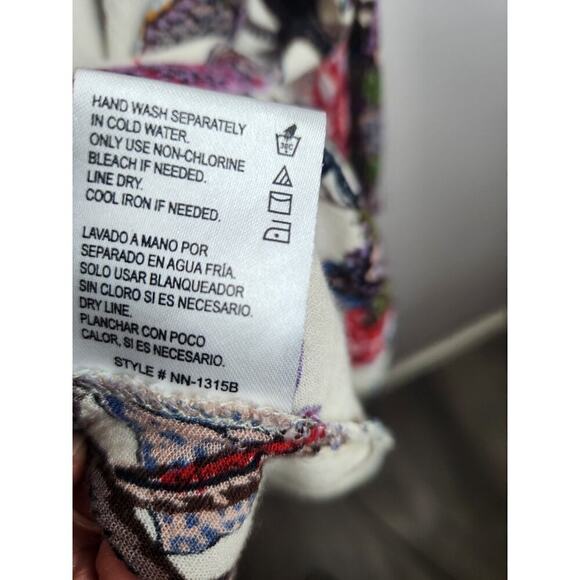 HAND WASH SEPARATELY
IN COLD WATER.
ONLY USE NON-CHLORINE
BLEACH IF NEEDED.
LINE DRY.
COOL IRON IF NEEDED.
30C
LAVADO A MANO POR
SEPARADO EN AGUA FRÍA.
SOLO USAR BLANQUEADOR
SIN CLORO SI ES NECESARIO.
DRY LINE.
PLANCHAR CON POCO
CALOR, SI ES NECESARIO.
STYLE # NN-1315B